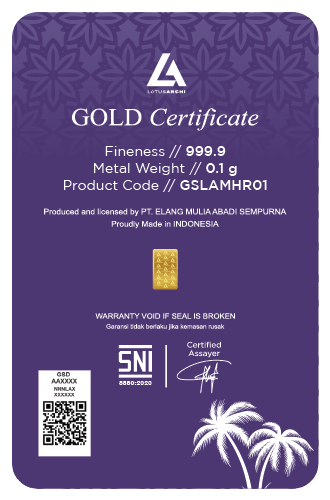 LOTUSARCHI
GOLD Certificate
Fineness // 999.9
Metal Weight // 0.1 g
Product Code // GSLAMHR01
Produced and licensed by PT. ELANG MULIA ABADI SEMPURNA
Proudly Made in INDONESIA
WARRANTY VOID IF SEAL IS BROKEN
Garansi tidak berlaku jika kemasan rusak
SNI
8880:2020
Certified
Assayer
GSD
AAXXXX
NNNLAX
XXXXXX